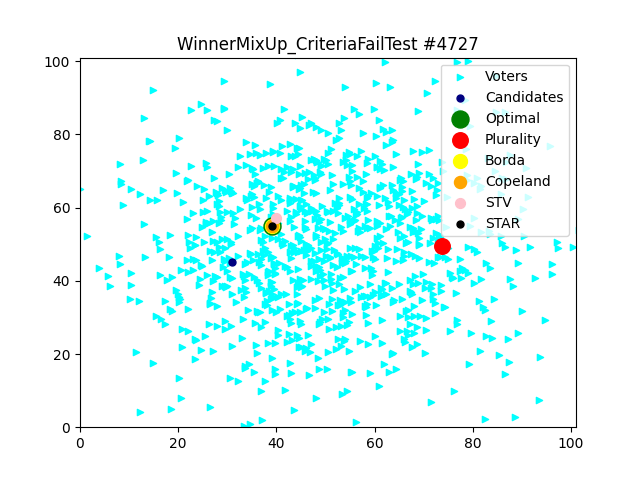 WinnerMixUp_CriteriaFailTest #4727
100
80
60
40
20
0
0
20
40
60
80
100
Voters
Candidates
Optimal
Plurality
Borda
Copeland
STV
STAR